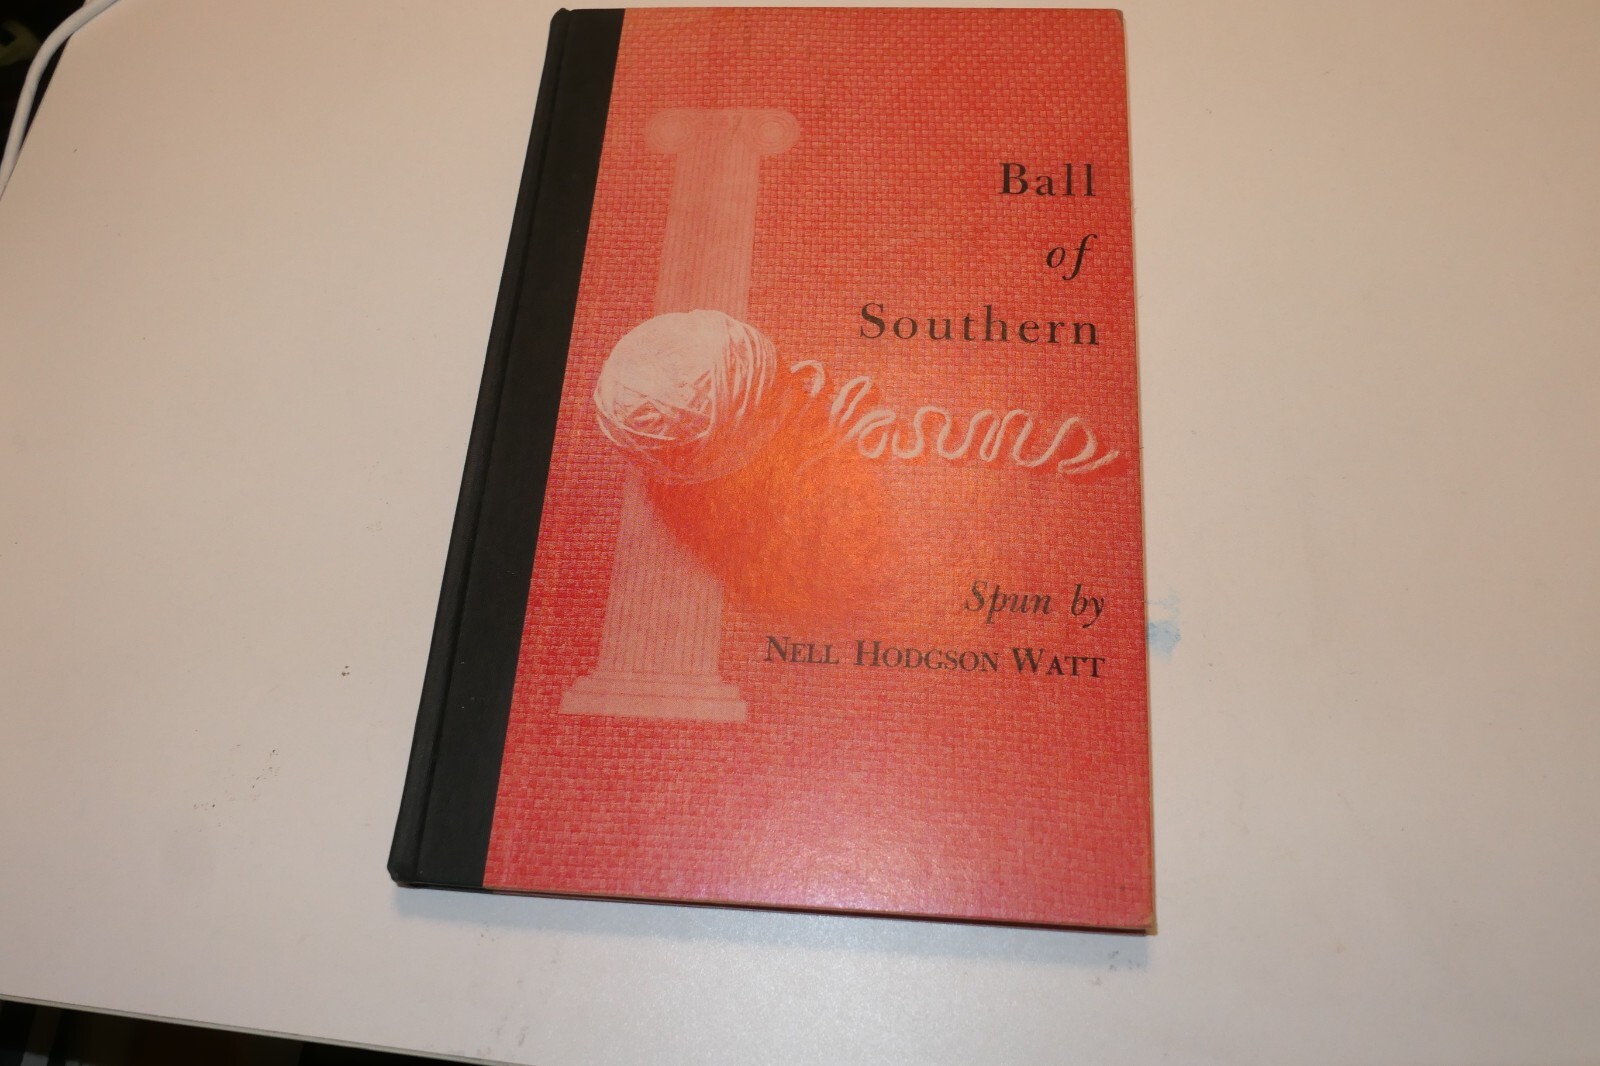 Ball
of
Southern
Yarns
Spun by
NELL HODGSON WATT